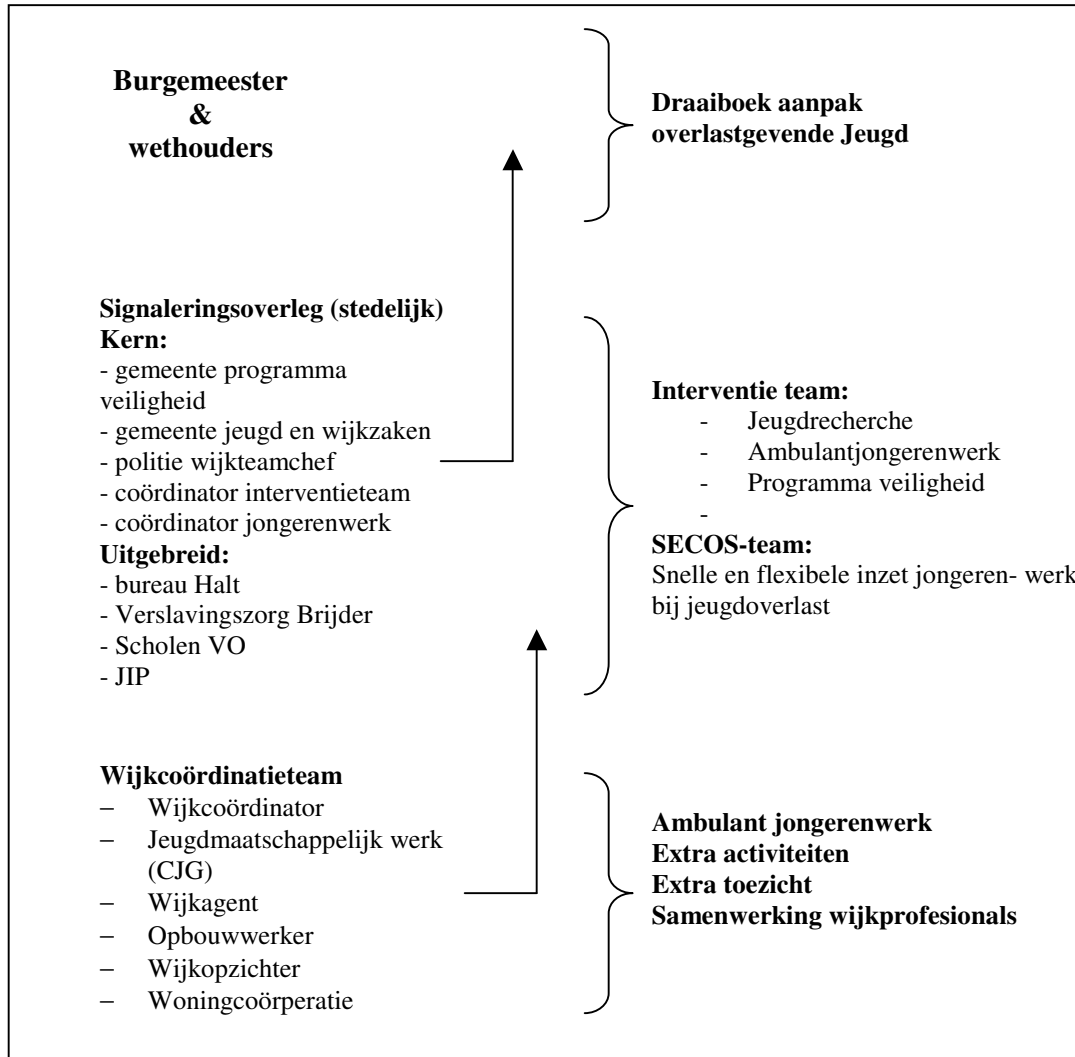 Burgemeester
&
wethouders
Draaiboek aanpak
overlastgevende Jeugd
Signaleringsoverleg (stedelijk)
Kern:
- gemeente programma
veiligheid
- gemeente jeugd en wijkzaken
- politie wijkteamchef
- coördinator interventieteam
- coördinator jongerenwerk
Uitgebreid:
- bureau Halt
- Verslavingszorg Brijder
- Scholen VO
- JIP
Interventie team:
- Jeugdrecherche
- Ambulantjongerenwerk
- Programma veiligheid
-
SECOS-team:
Snelle en flexibele inzet jongeren- werk
bij jeugdoverlast
Wijkcoördinatieteam
– Wijkcoördinator
– Jeugdmaatschappelijk werk
(CJG)
– Wijkagent
– Opbouwwerker
– Wijkopzichter
– Woningcoörperatie
Ambulant jongerenwerk
Extra activiteiten
Extra toezicht
Samenwerking wijkprofesionals